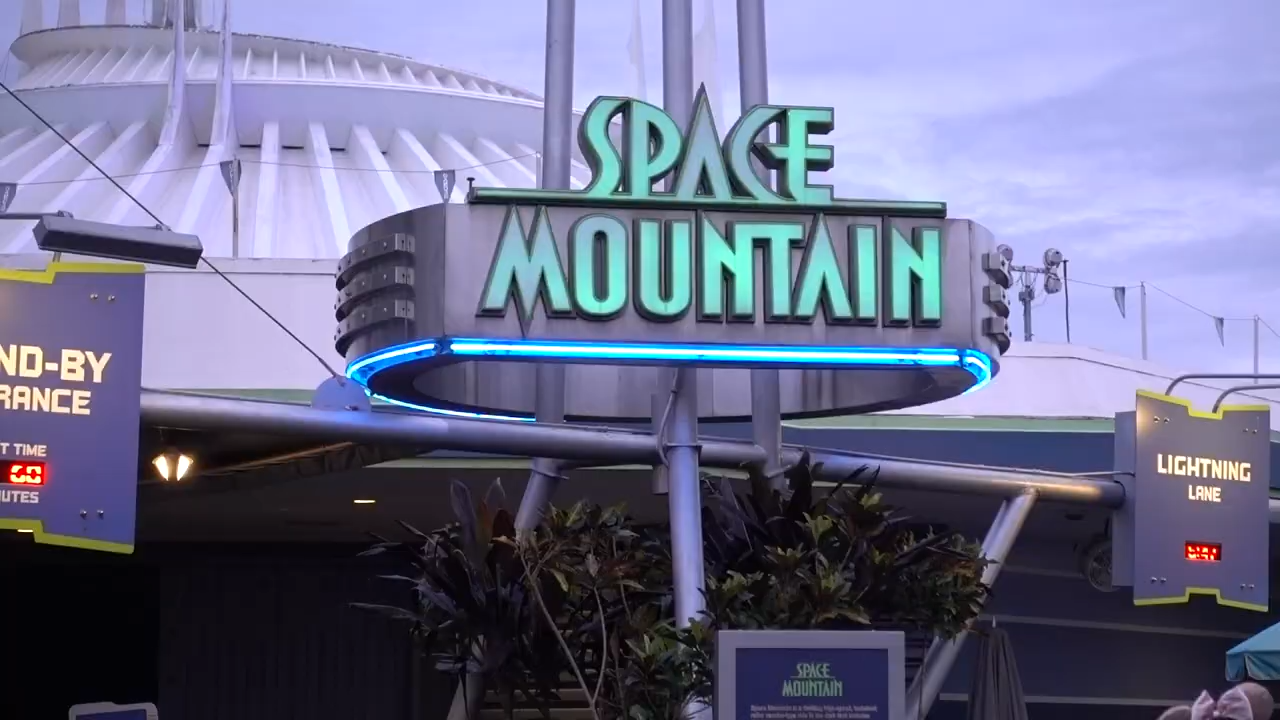 SPACE
MOUNTAIN
ND-BY
RANCE
T TIME
60
UTES
LIGHTNING
LANE
SPACE
MOUNTAIN